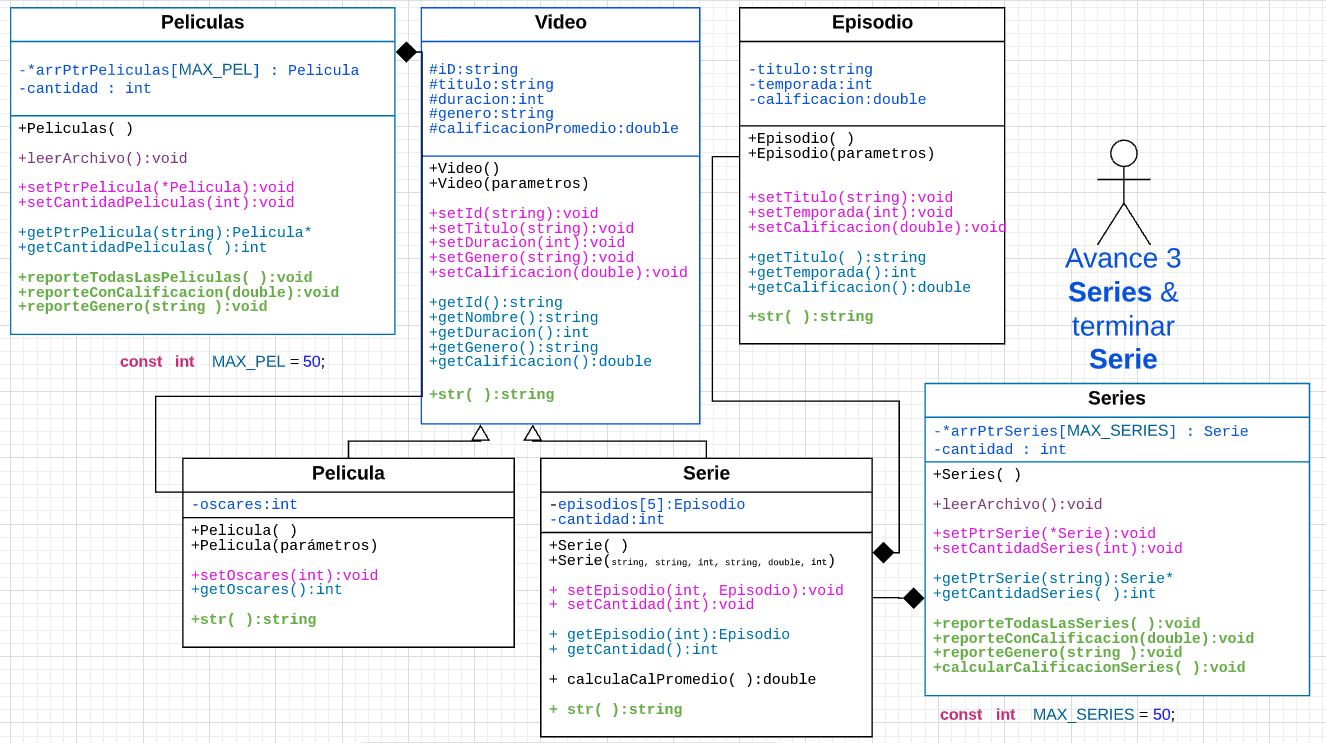 Peliculas
-*arrPtrPeliculas[MAX_PEL] : Pelicula
-cantidad : int
+Peliculas( )
+leerArchivo():void
+setPtrPelicula(*Pelicula):void
+setCantidadPeliculas(int):void
+getPtrPelicula(string):Pelicula*
+getCantidadPeliculas( ):int
+reporteTodasLasPeliculas( ):void
+reporteConCalificacion(double):void
+reporteGenero(string ):void
const int MAX_PEL = 50;
Video
#iD:string
#titulo:string
#duracion:int
#genero:string
#calificacionPromedio:double
+Video()
+Video(parametros)
+setId(string):void
+setTitulo(string):void
+setDuracion(int):void
+setGenero(string):void
+setCalificacion(double):void
+getId():string
+getNombre():string
+getDuracion():int
+getGenero():string
+getCalificacion():double
+str( ):string
Episodio
-titulo:string
-temporada:int
-calificacion:double
+Episodio( )
+Episodio(parametros)
+setTitulo(string):void
+setTemporada(int):void
+setCalificacion(double):void
+getTitulo( ):string
+getTemporada():int
+getCalificacion():double
+str( ):string
Avance 3
Series &
terminar
Serie
Pelicula
-oscares:int
+Pelicula( )
+Pelicula(parámetros)
+setOscares(int):void
+getOscares():int
+str( ):string
Serie
-episodios[5]:Episodio
-cantidad:int
+Serie( )
+Serie(string, string, int, string, double, int)
+ setEpisodio(int, Episodio):void
+ setCantidad(int):void
+ getEpisodio(int):Episodio
+ getCantidad():int
+ calculaCalPromedio( ):double
+ str( ):string
Series
-*arrPtrSeries[MAX_SERIES] : Serie
-cantidad : int
+Series( )
+leerArchivo():void
+setPtrSerie(*Serie):void
+setCantidadSeries(int):void
+getPtrSerie(string):Serie*
+getCantidadSeries( ):int
+reporteTodasLasSeries( ):void
+reporteConCalificacion(double):void
+reporteGenero(string ):void
+calcularCalificacionSeries( ):void
const int MAX_SERIES = 50;